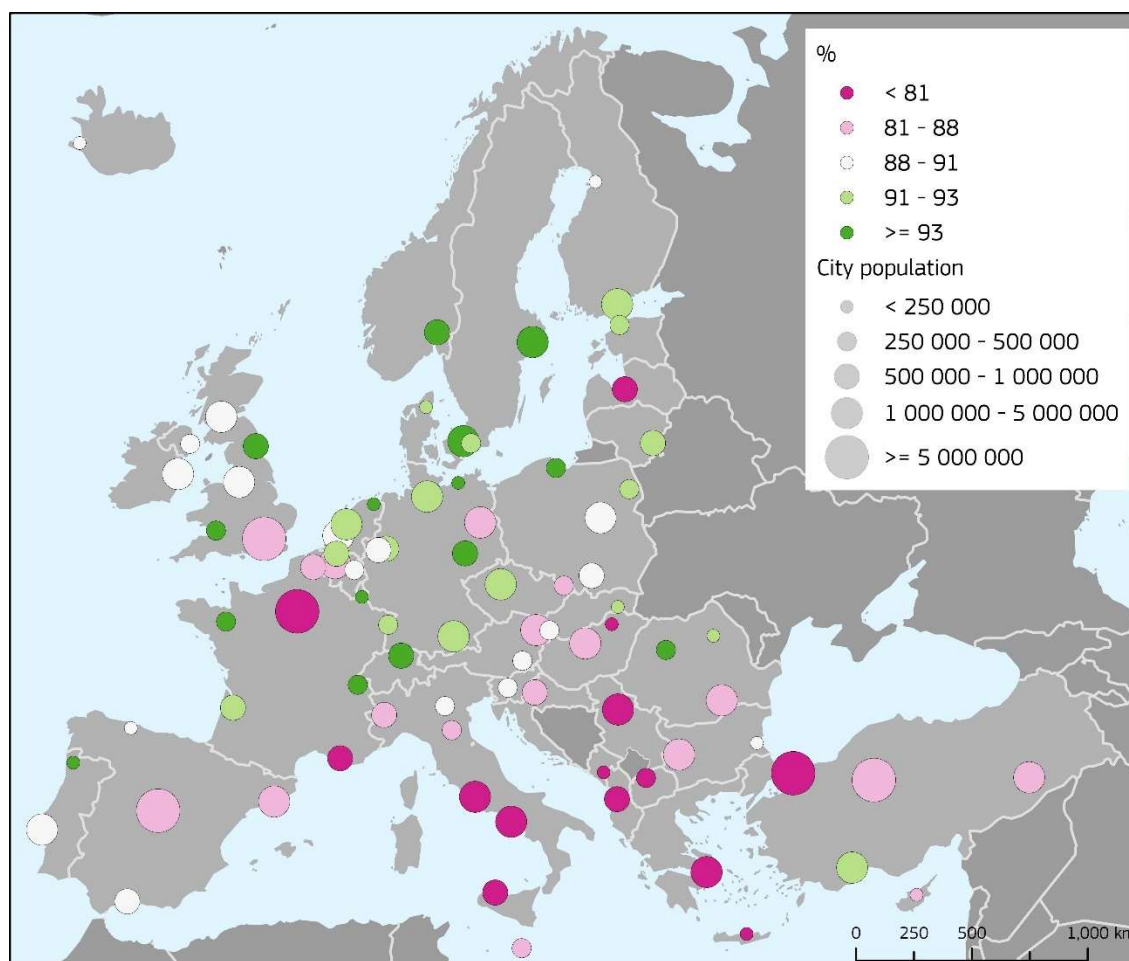 %
< 81
81 - 88
88 - 91
91 - 93
>= 93
City population
< 250 000
250 000 - 500 000
500 000 - 1 000 000
1 000 000 - 5 000 000
>= 5 000 000
0 250 500 1,000 km